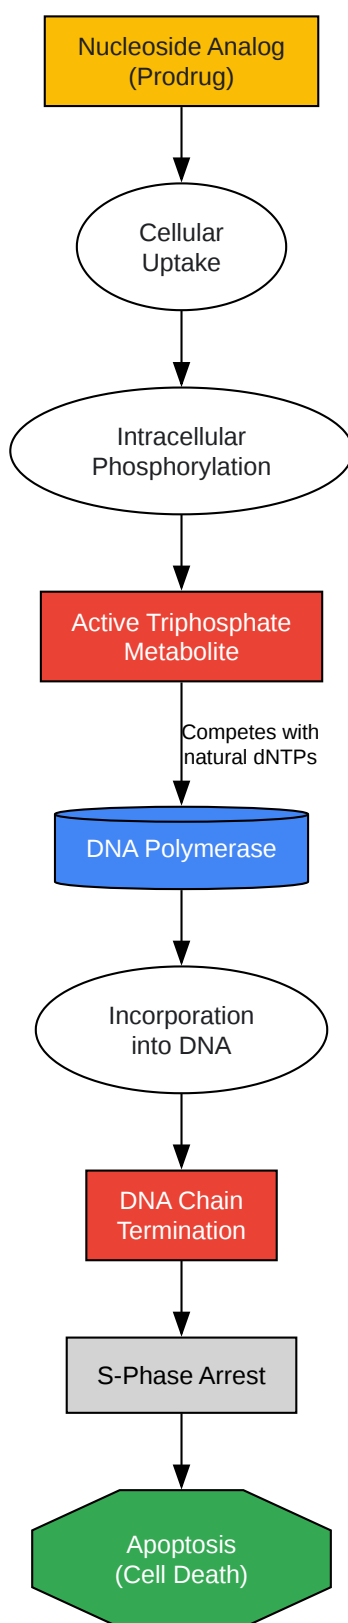 Nucleoside Analog
(Prodrug)
Cellular
Uptake
Intracellular
Phosphorylation
Active Triphosphate
Metabolite
Competes with
natural dNTPs
DNA Polymerase
Incorporation
into DNA
DNA Chain
Termination
S-Phase Arrest
Apoptosis
(Cell Death)